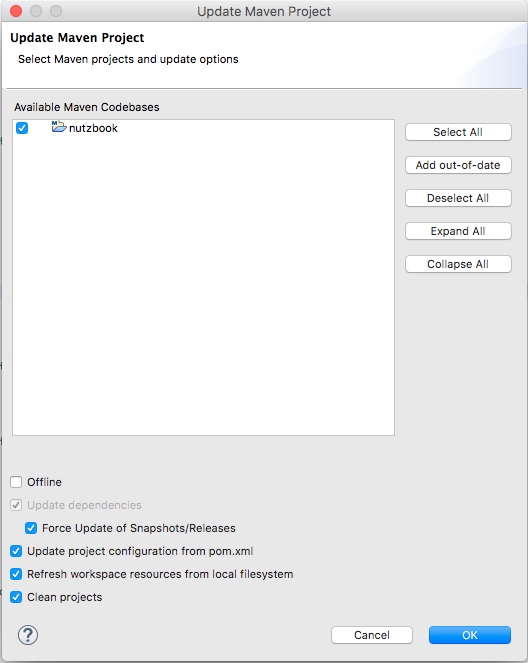 Update Maven Project
Update Maven Project
Select Maven projects and update options
Available Maven Codebases
nutzbook
Select All
Add out-of-date
Deselect All
Expand All
Collapse All
Offline
Update dependencies
Force Update of Snapshots/Releases
Update project configuration from pom.xml
Refresh workspace resources from local filesystem
Clean projects
?
Cancel
OK